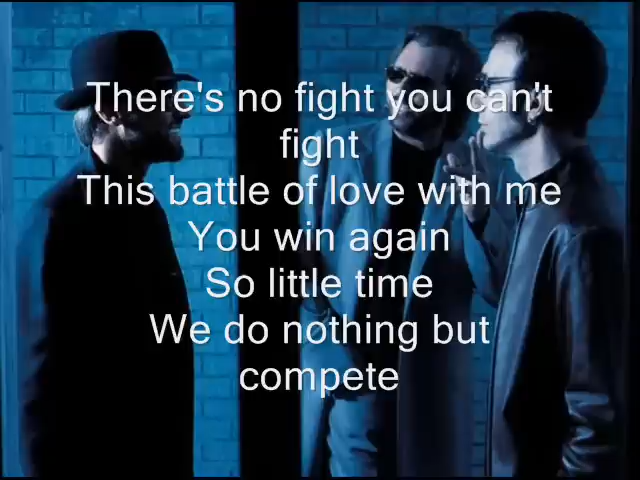 There's no fight you can't
fight
This battle of love with me
You win again
So little time
We do nothing but
compete